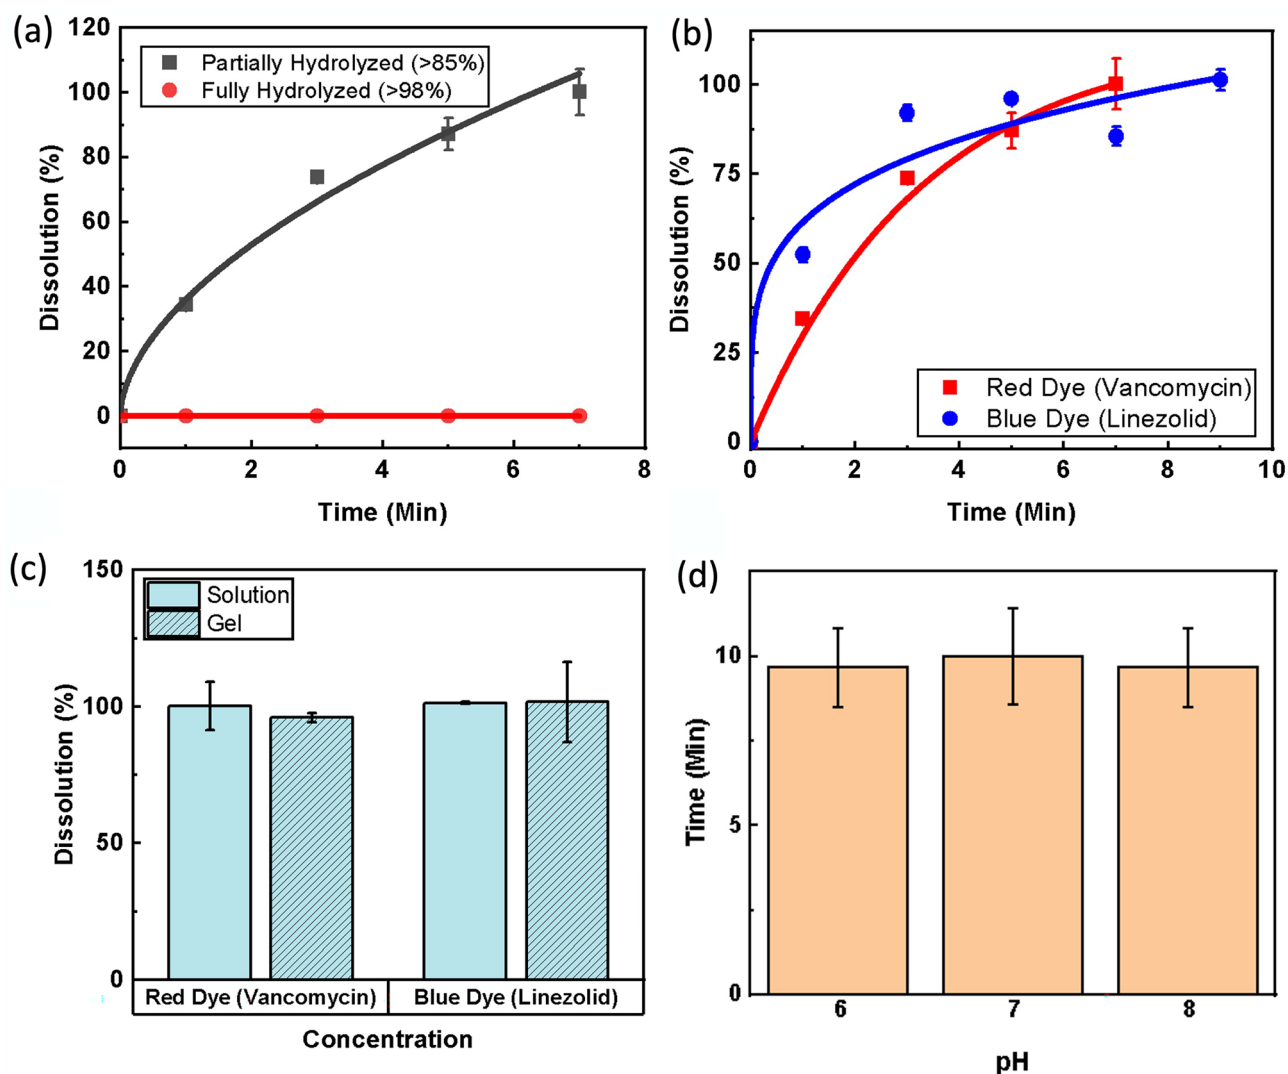 (a)
120
100
80
60
40
20
0
Dissolution (%)
Partially Hydrolyzed (>85%)
Fully Hydrolyzed (>98%)
0 2 4 6 8
Time (Min)
(b)
100
75
50
25
0
Dissolution (%)
Red Dye (Vancomycin)
Blue Dye (Linezolid)
0 2 4 6 8 10
Time (Min)
(c)
150
100
50
0
Dissolution (%)
Solution
Gel
Red Dye (Vancomycin) Blue Dye (Linezolid)
Concentration
(d)
10
5
0
Time (Min)
6 7 8
pH